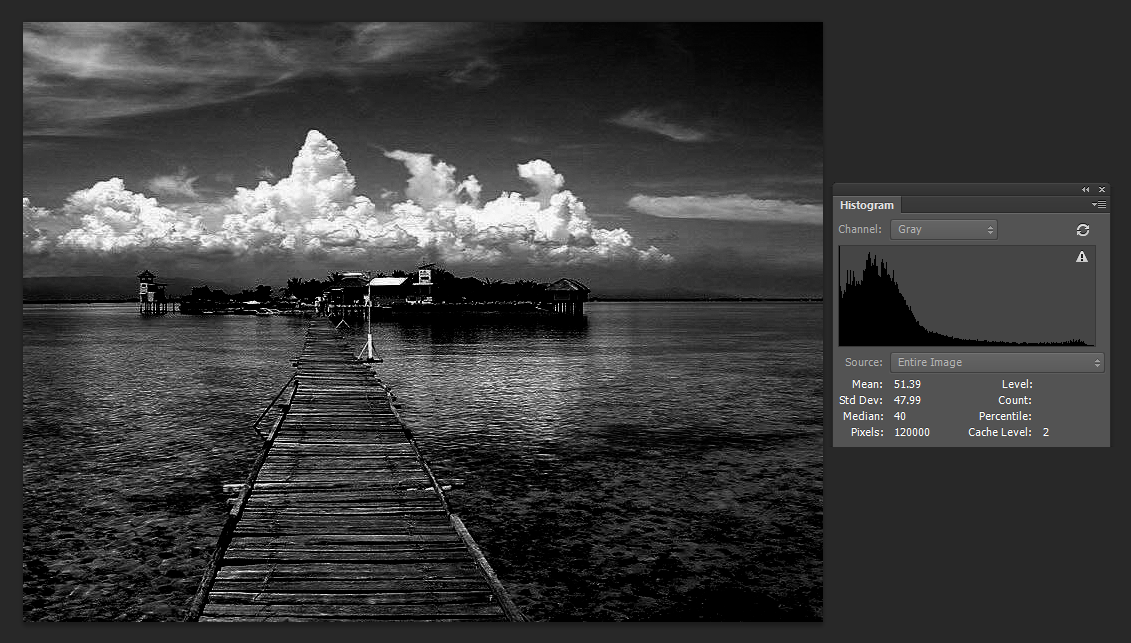 Histogram
Channel: Gray
Source: Entire Image
Mean: 51.39 Level:
Std Dev: 47.99 Count:
Median: 40 Percentile:
Pixels: 120000 Cache Level: 2